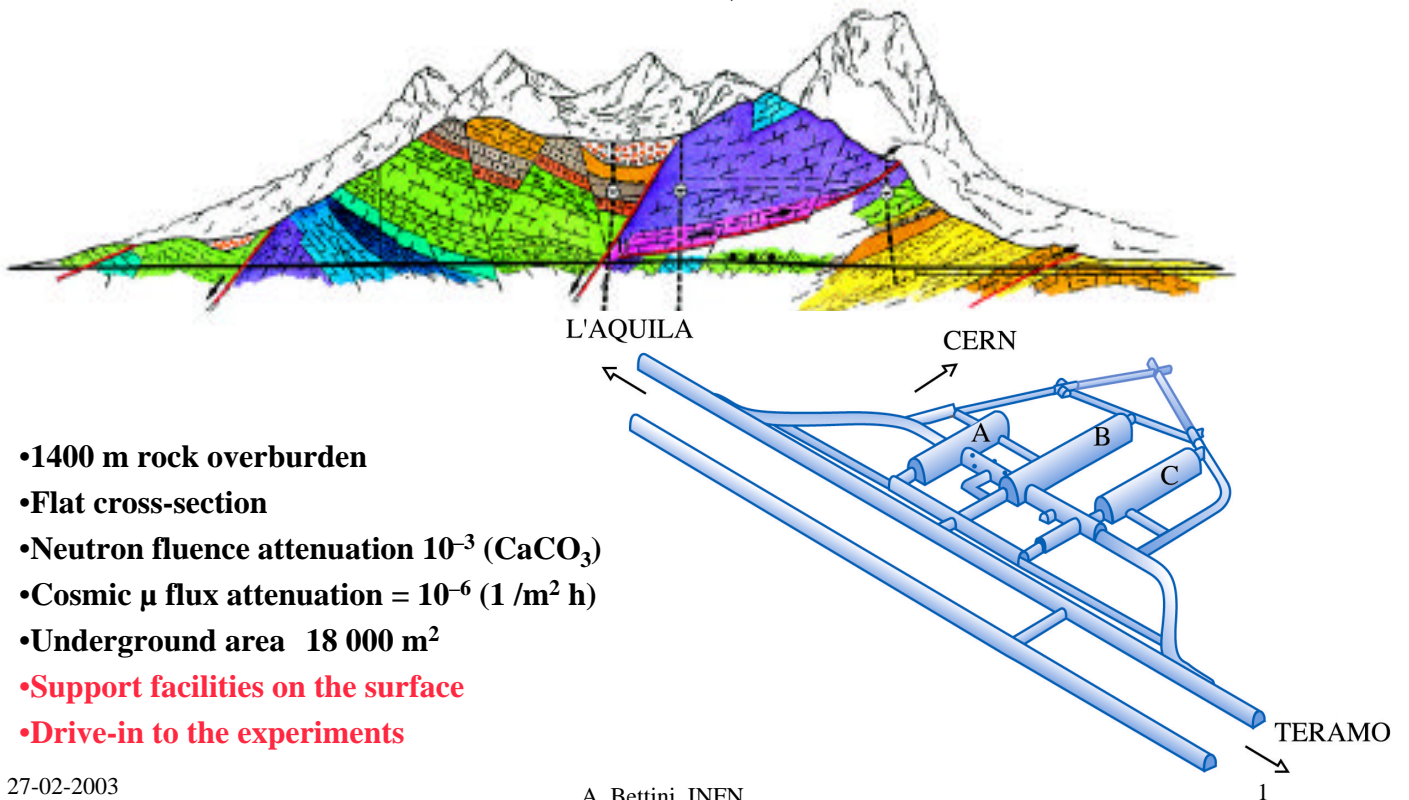 L'AQUILA
CERN
A
B
C
•1400 m rock overburden
•Flat cross-section
•Neutron fluence attenuation 10⁻³ (CaCO₃)
•Cosmic µ flux attenuation = 10⁻⁶ (1 /m² h)
•Underground area 18 000 m²
•Support facilities on the surface
•Drive-in to the experiments
TERAMO
27-02-2003
A. Bettini. INFN
1